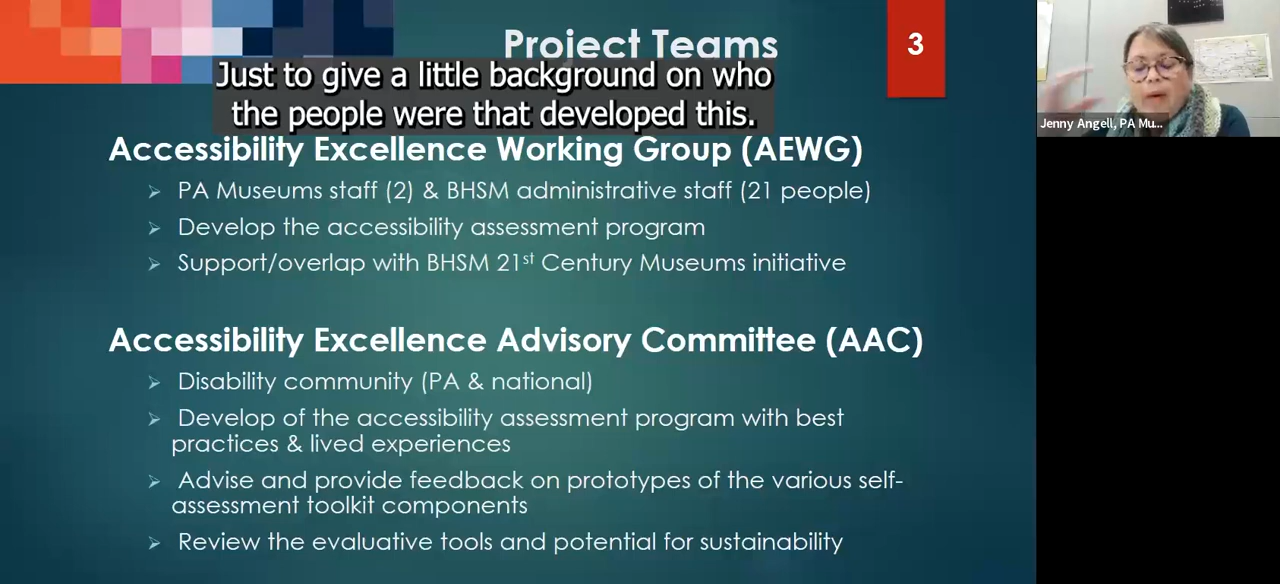 Project Teams
3
Just to give a little background on who
the people were that developed this.
Accessibility Excellence Working Group (AEWG)
➢ PA Museums staff (2) & BHSM administrative staff (21 people)
➢ Develop the accessibility assessment program
➢ Support/overlap with BHSM 21st Century Museums initiative
Accessibility Excellence Advisory Committee (AAC)
➢ Disability community (PA & national)
➢ Develop of the accessibility assessment program with best
practices & lived experiences
➢ Advise and provide feedback on prototypes of the various self-
assessment toolkit components
➢ Review the evaluative tools and potential for sustainability
Jenny Angell, PA Mu...